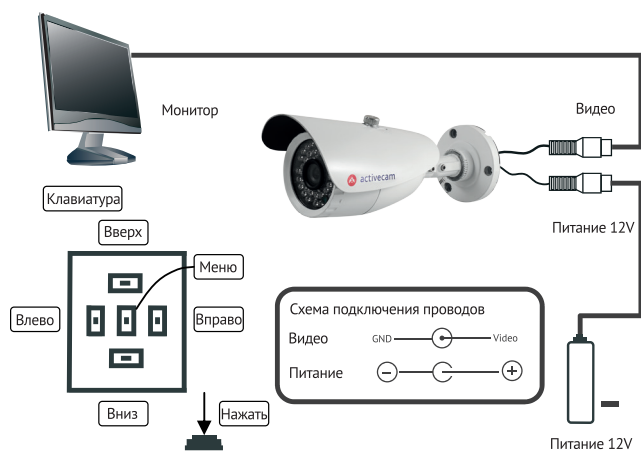 Монитор
Видео
activecam
Питание 12V
Клавиатура
Вверх
Меню
Влево
Вправо
Вниз
Нажать
Схема подключения проводов
Видео GND Video
Питание − +
Питание 12V